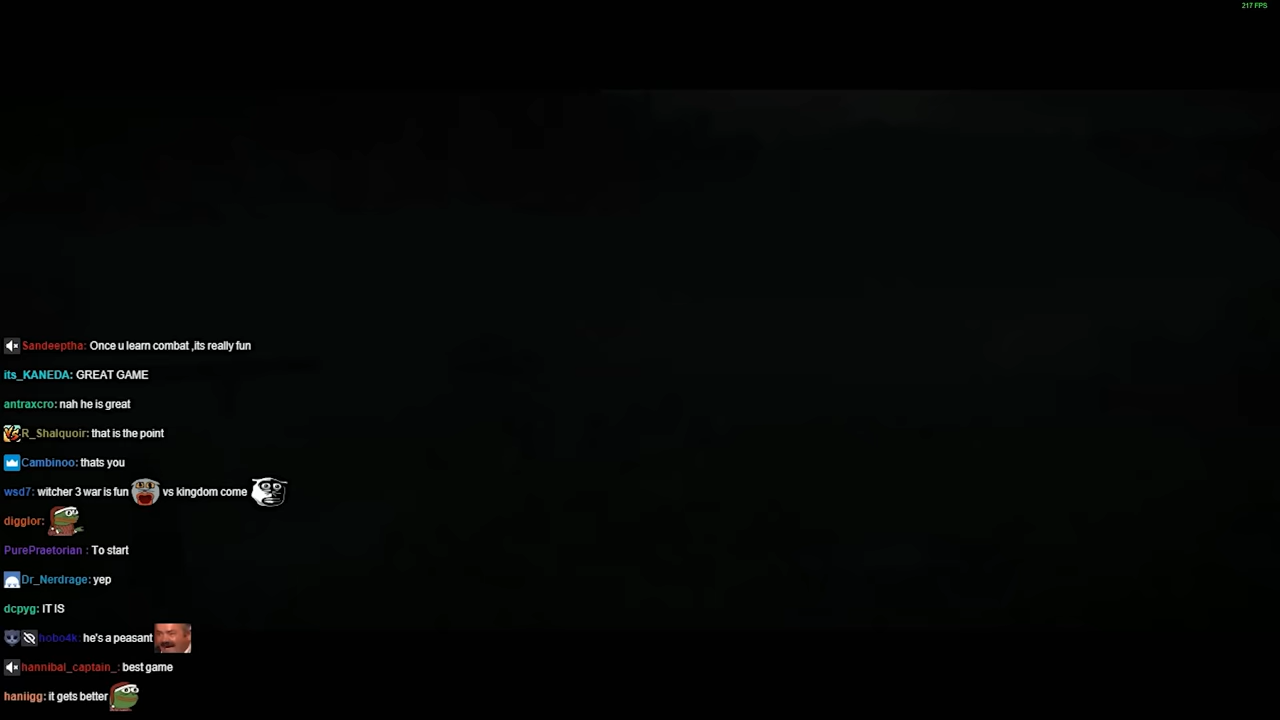 217 FPS
Sandeeptha: Once u learn combat ,its really fun
its_KANEDA: GREAT GAME
antraxcro: nah he is great
R_Shalquoir: that is the point
Cambinoo: thats you
wsd7: witcher 3 war is fun vs kingdom come
digglor:
PurePraetorian : To start
Dr_Nerdrage: yep
dcpyg: IT IS
hobo4k: he's a peasant
hannibal_captain_: best game
haniigg: it gets better